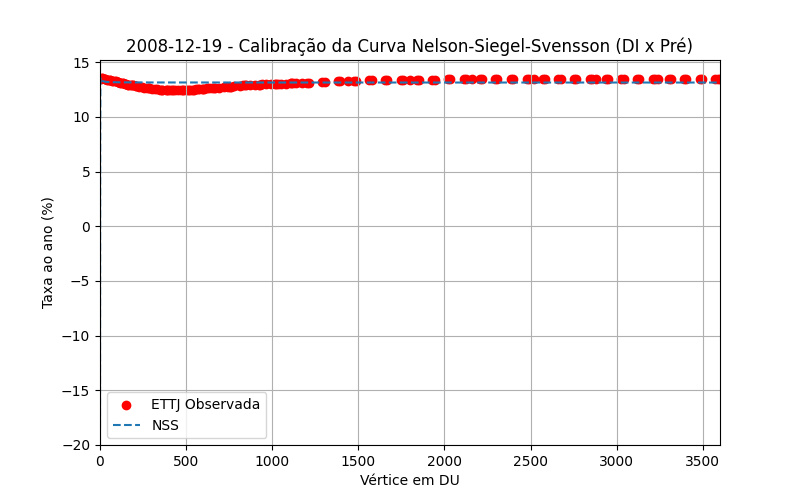 2008-12-19 - Calibração da Curva Nelson-Siegel-Svensson (DI x Pré)
15
10
5
0
−5
−10
−15
−20
Taxa ao ano (%)
ETTJ Observada
NSS
0 500 1000 1500 2000 2500 3000 3500
Vértice em DU